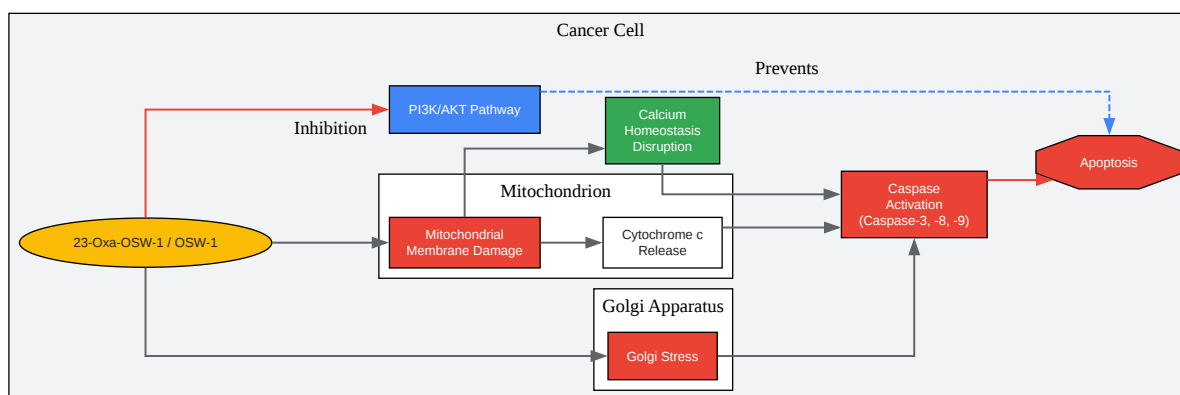 Cancer Cell
Prevents
PI3K/AKT Pathway
Inhibition
Calcium
Homeostasis
Disruption
Apoptosis
Mitochondrion
Caspase
Activation
(Caspase-3, -8, -9)
23-Oxa-OSW-1 / OSW-1
Mitochondrial
Membrane Damage
Cytochrome c
Release
Golgi Apparatus
Golgi Stress